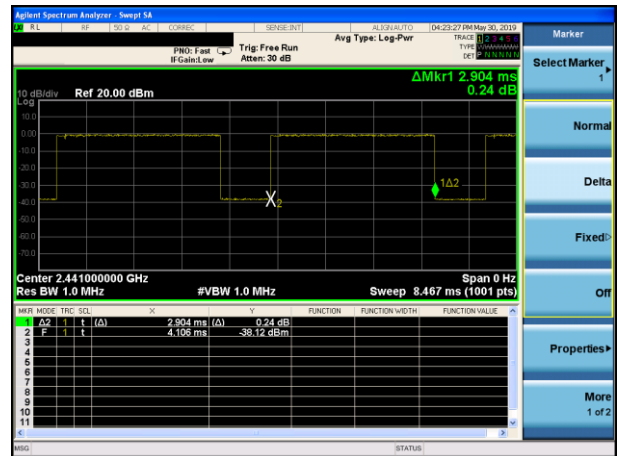 Agilent Spectrum Analyzer - Swept SA
RL RF 50 Ω AC CORREC SENSE:INT ALIGNAUTO 04:23:27 PM May 30, 2019
Marker
Avg Type: Log-Pwr
TRACE 1 2 3 4 5 6
TYPE
DET P N N N N N
PNO: Fast
IFGain:Low
Trig: Free Run
Atten: 30 dB
Select Marker
1
ΔMkr1 2.904 ms
0.24 dB
10 dB/div Ref 20.00 dBm
Log
10.0
0.00
-10.0
-20.0
-30.0
-40.0
-60.0
-70.0
X2
1Δ2
Normal
Delta
Fixed
Off
Center 2.441000000 GHz
Span 0 Hz
Res BW 1.0 MHz #VBW 1.0 MHz Sweep 8.467 ms (1001 pts)
MKR MODE TRC SCL X Y FUNCTION FUNCTION WIDTH FUNCTION VALUE
1 Δ2 1 t (Δ) 2.904 ms (Δ) 0.24 dB
2 F 1 t 4.106 ms -38.12 dBm
3
4
5
6
7
8
9
10
11
Properties
More
1 of 2
MSG
STATUS